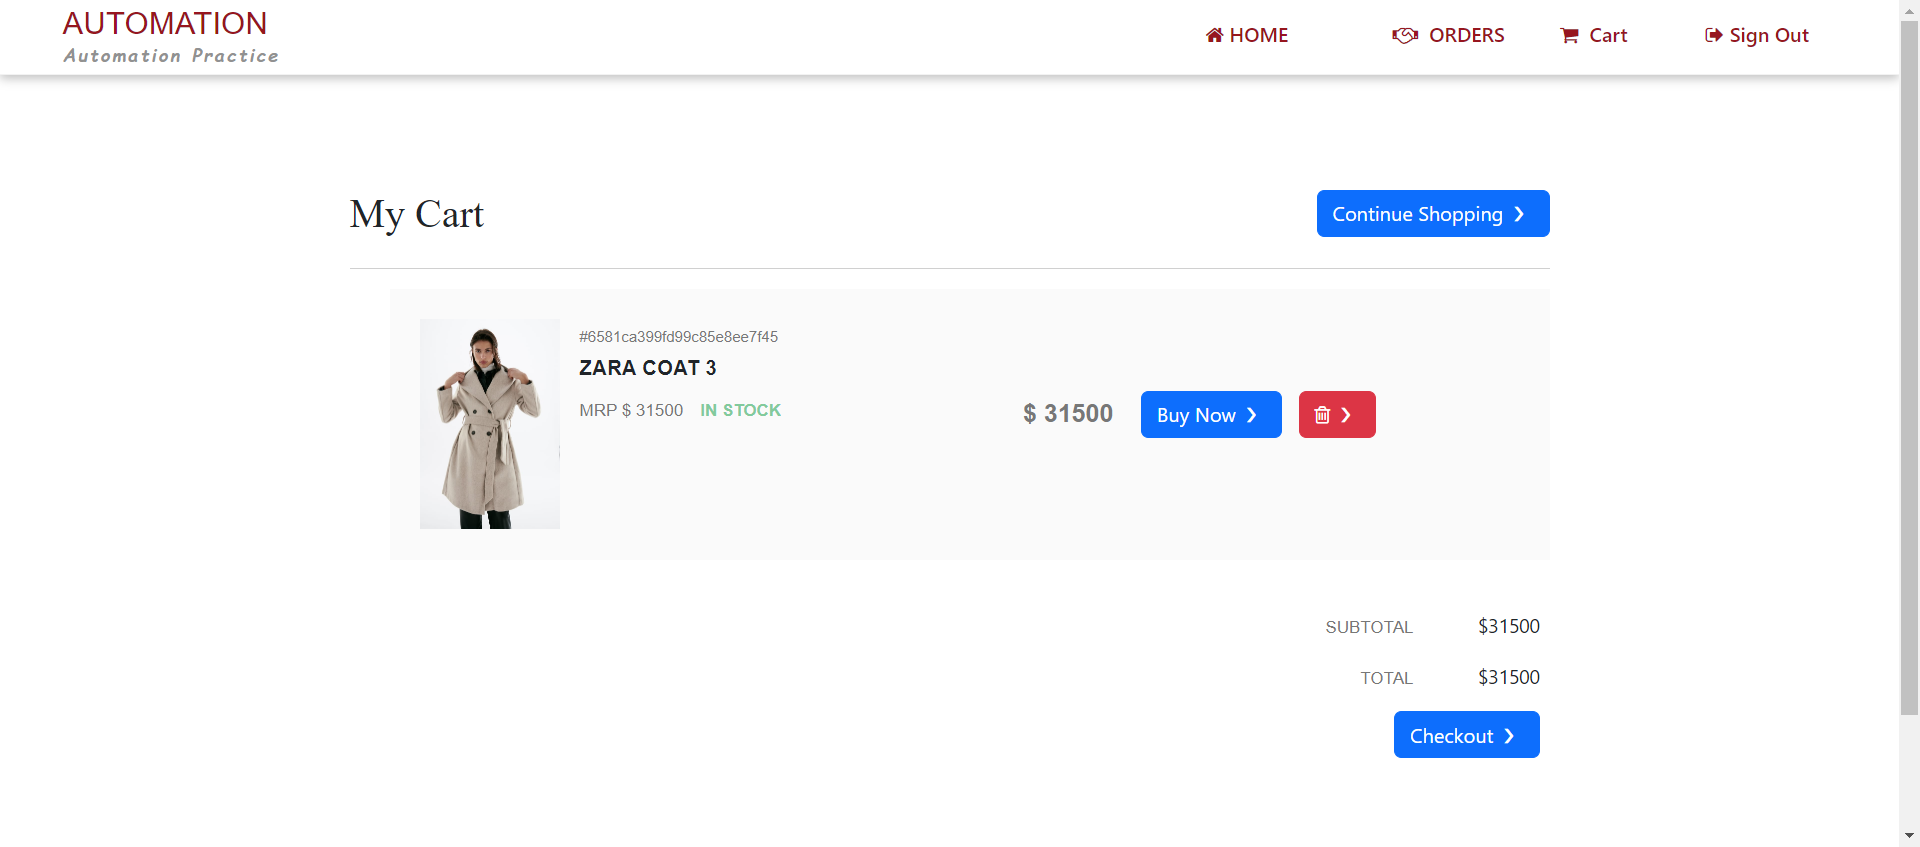 AUTOMATION
Automation Practice
HOME
ORDERS
Cart
Sign Out
My Cart
Continue Shopping ❯
#6581ca399fd99c85e8ee7f45
ZARA COAT 3
MRP $ 31500 IN STOCK
$ 31500
Buy Now ❯
❯
SUBTOTAL $31500
TOTAL $31500
Checkout ❯